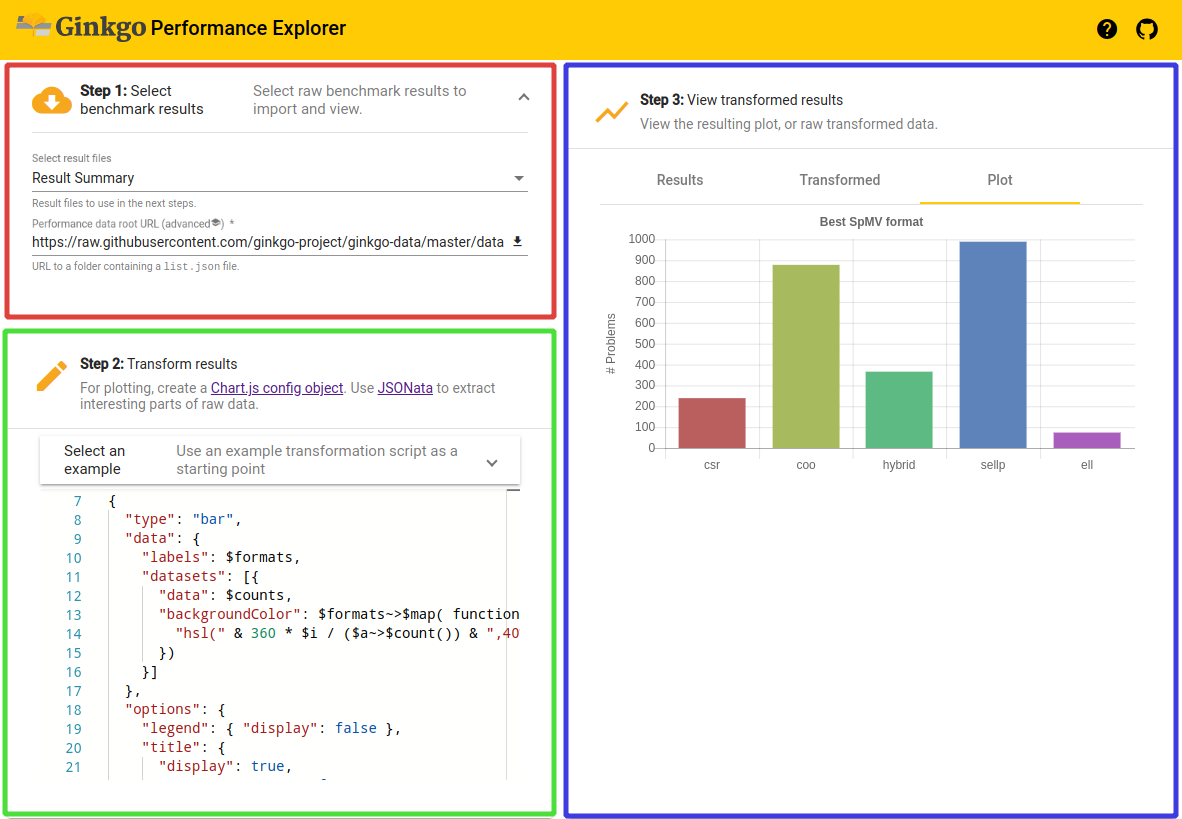 Ginkgo Performance Explorer
Step 1: Select
benchmark results
Select raw benchmark results to
import and view.
Select result files
Result Summary
Result files to use in the next steps.
Performance data root URL (advanced) *
https://raw.githubusercontent.com/ginkgo-project/ginkgo-data/master/data
URL to a folder containing a list.json file.
Step 2: Transform results
For plotting, create a Chart.js config object. Use JSONata to extract
interesting parts of raw data.
Select an
example
Use an example transformation script as a
starting point
7 {
8 "type": "bar",
9 "data": {
10 "labels": $formats,
11 "datasets": [{
12 "data": $counts,
13 "backgroundColor": $formats~>$map( function
14 "hsl(" & 360 * $i / ($a~>$count()) & ",40
15 })
16 }]
17 },
18 "options": {
19 "legend": { "display": false },
20 "title": {
21 "display": true,
Step 3: View transformed results
View the resulting plot, or raw transformed data.
Results Transformed Plot
Best SpMV format
# Problems
1000
900
800
700
600
500
400
300
200
100
0
csr coo hybrid sellp ell